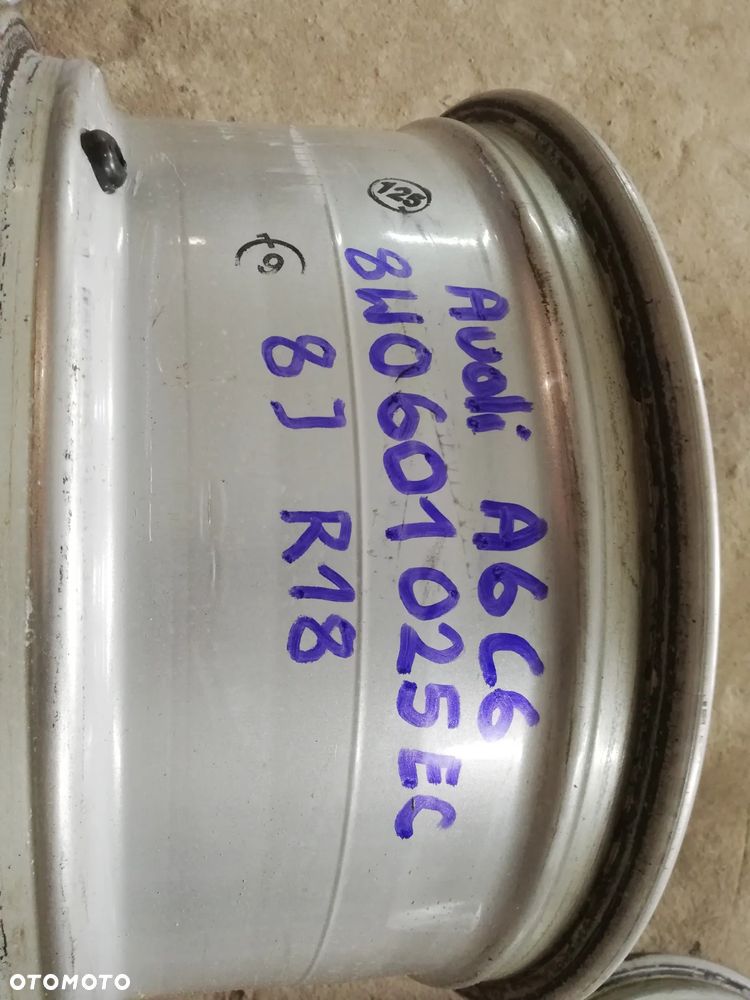 Audi A6C6
8W0601025EC
8J R18
125
OTOMOTO